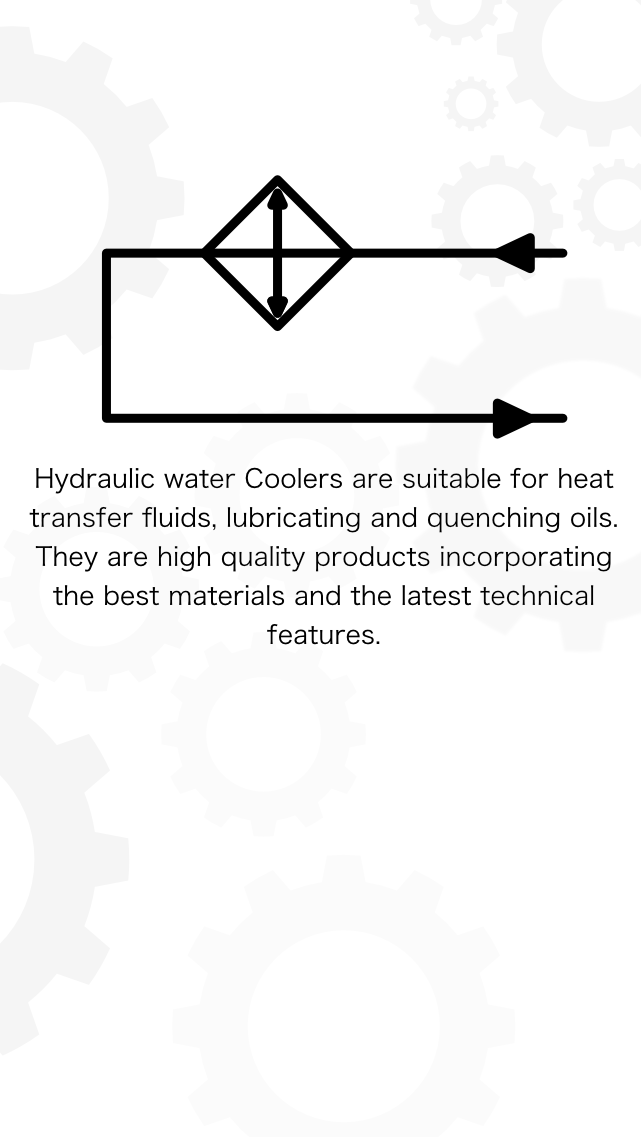 Hydraulic water Coolers are suitable for heat
transfer fluids, lubricating and quenching oils.
They are high quality products incorporating
the best materials and the latest technical
features.